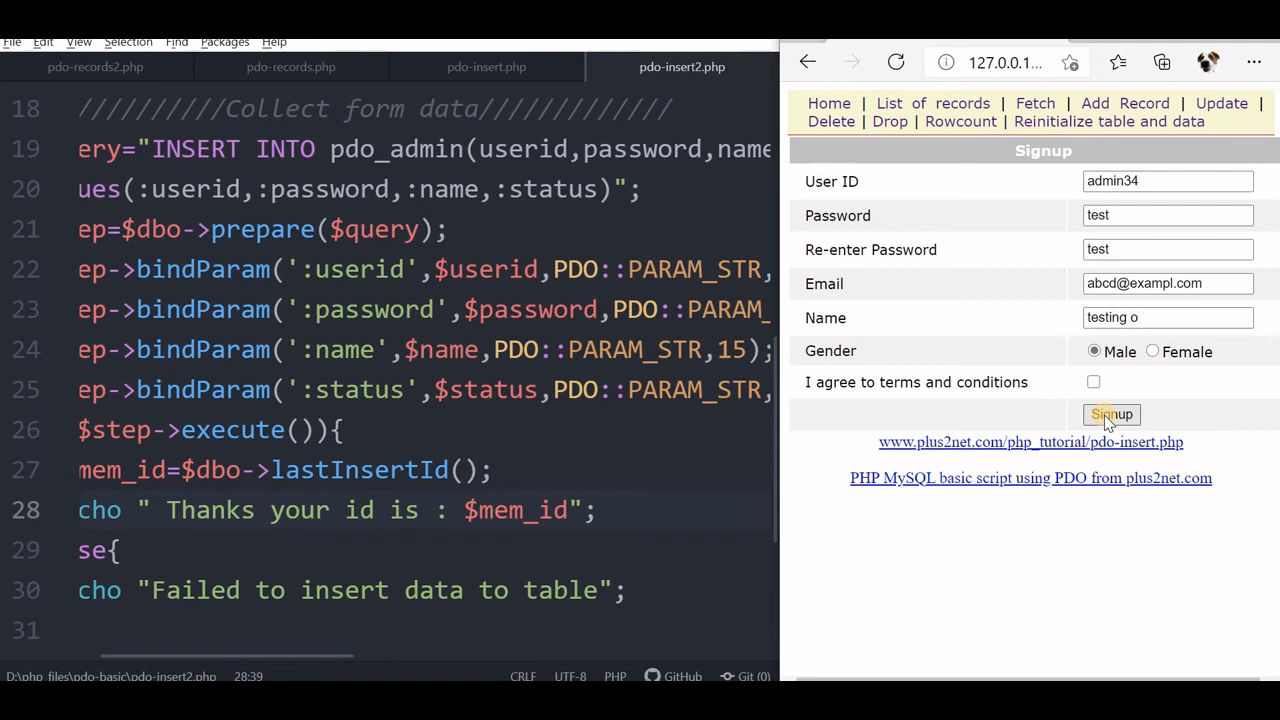 File Edit View Selection Find Packages Help
pdo-records2.php pdo-records.php pdo-insert.php pdo-insert2.php
18 //////////Collect form data/////////////
19 ery="INSERT INTO pdo_admin(userid,password,name
20 ues(:userid,:password,:name,:status)";
21 ep=$dbo->prepare($query);
22 ep->bindParam(':userid',$userid,PDO::PARAM_STR,
23 ep->bindParam(':password',$password,PDO::PARAM_
24 ep->bindParam(':name',$name,PDO::PARAM_STR,15);
25 ep->bindParam(':status',$status,PDO::PARAM_STR,
26 $step->execute()){
27 mem_id=$dbo->lastInsertId();
28 cho " Thanks your id is : $mem_id";
29 se{
30 cho "Failed to insert data to table";
31
D:\php_files\pdo-basic\pdo-insert2.php 28:39 CRLF UTF-8 PHP GitHub Git (0)
127.0.0.1...
Home | List of records | Fetch | Add Record | Update |
Delete | Drop | Rowcount | Reinitialize table and data
Signup
User ID admin34
Password test
Re-enter Password test
Email abcd@exampl.com
Name testing o
Gender Male Female
I agree to terms and conditions
Signup
www.plus2net.com/php_tutorial/pdo-insert.php
PHP MySQL basic script using PDO from plus2net.com